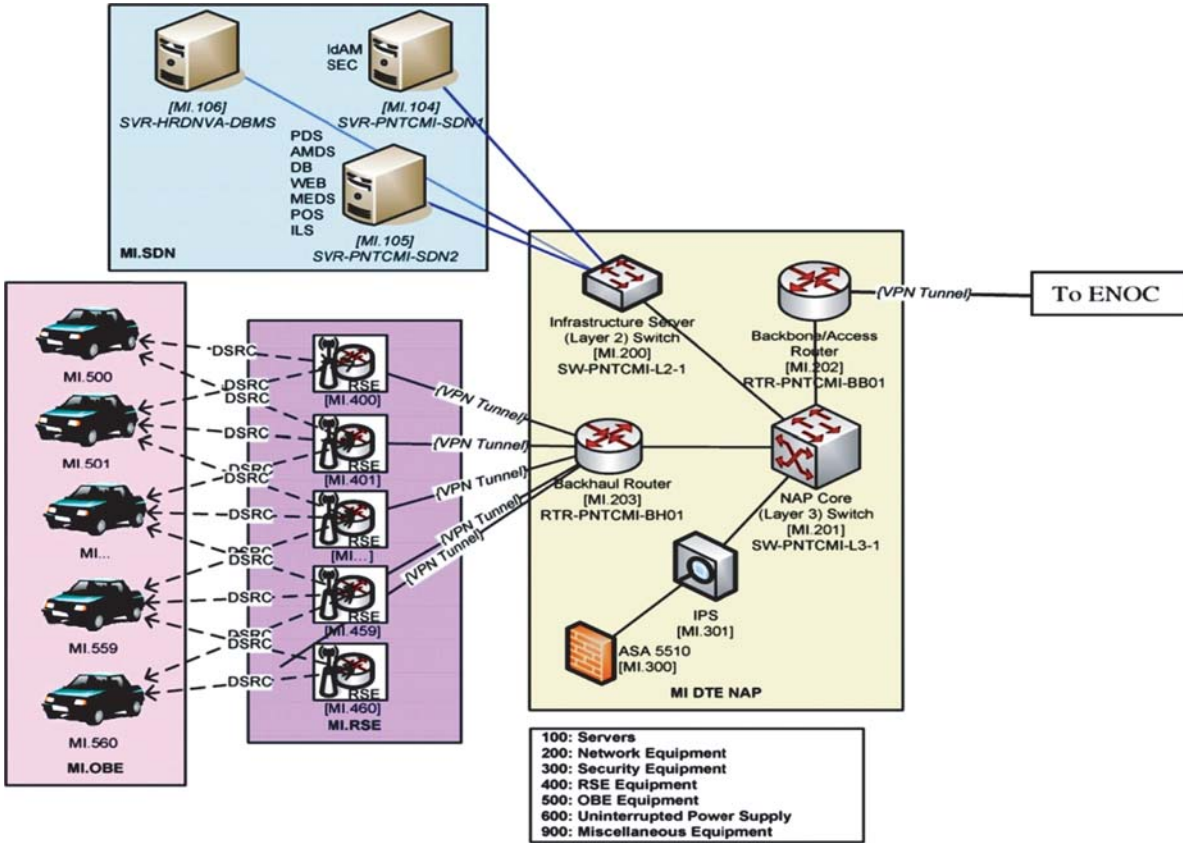 IdAM
SEC
[MI.106]
SVR-HRDNVA-DBMS
[MI.104]
SVR-PNTCMI-SDN1
PDS
AMDS
DB
WEB
MEDS
POS
ILS
[MI.105]
SVR-PNTCMI-SDN2
MI.SDN
MI.500
MI.501
MI...
MI.559
MI.560
MI.OBE
DSRC
DSRC
DSRC
DSRC
DSRC
DSRC
DSRC
DSRC
DSRC
DSRC
DSRC
DSRC
DSRC
RSE
[MI.400]
RSE
[MI.401]
RSE
[MI...]
RSE
[MI.459]
RSE
[MI.460]
MI.RSE
{VPN Tunnel}
{VPN Tunnel}
{VPN Tunnel}
{VPN Tunnel}
{VPN Tunnel}
Infrastructure Server
(Layer 2) Switch
[MI.200]
SW-PNTCMI-L2-1
Backbone/Access
Router
[MI.202]
RTR-PNTCMI-BB01
{VPN Tunnel}
To ENOC
Backhaul Router
[MI.203]
RTR-PNTCMI-BH01
NAP Core
(Layer 3) Switch
[MI.201]
SW-PNTCMI-L3-1
IPS
[MI.301]
ASA 5510
[MI.300]
MI DTE NAP
100: Servers
200: Network Equipment
300: Security Equipment
400: RSE Equipment
500: OBE Equipment
600: Uninterrupted Power Supply
900: Miscellaneous Equipment